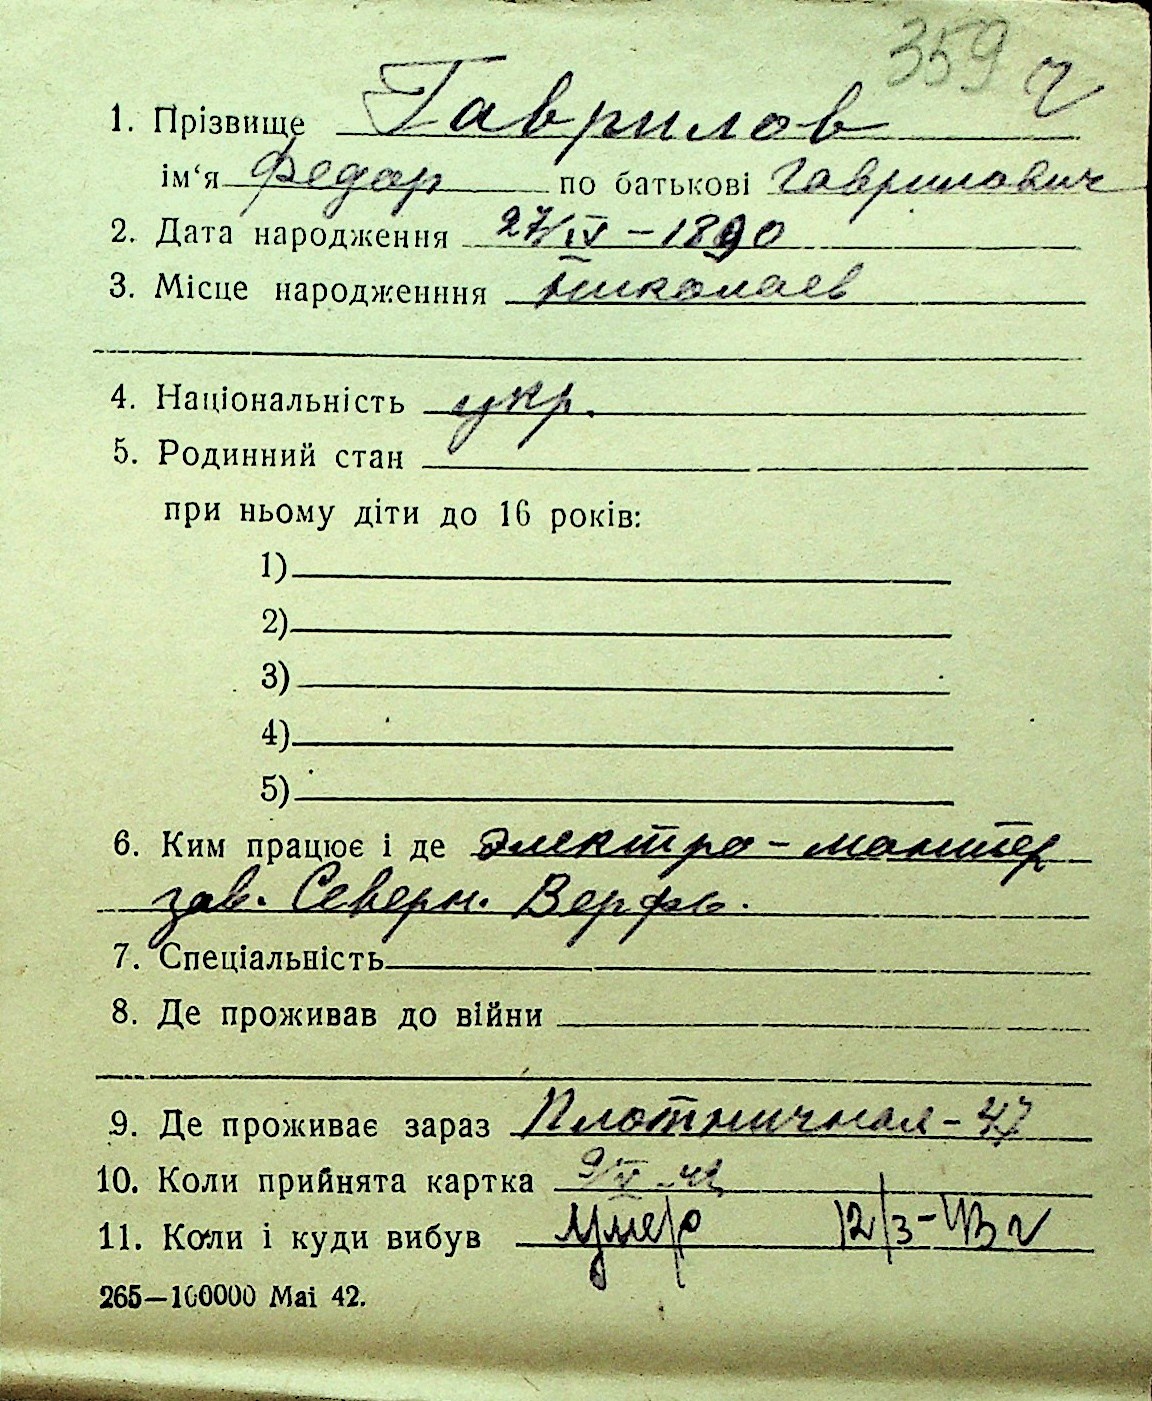 359
1. Прізвище Гаврилов
ім‘я Федор по батькові Гаврилович
2. Дата народження 27/IV – 1890
3. Місце народженння Николаев
4. Національність укр.
5. Родинний стан
при ньому діти до 16 років:
1)
2)
3)
4)
5)
6. Ким працює і де электро-монтер
зав. Северн. Верфь.
7. Спеціальність
8. Де проживав до війни
9. Де проживає зараз Плотничная - 47
10. Коли прийнята картка 9/V 42
11. Коли і куди вибув умер 12/3-43 г
265—100000 Mai 42.